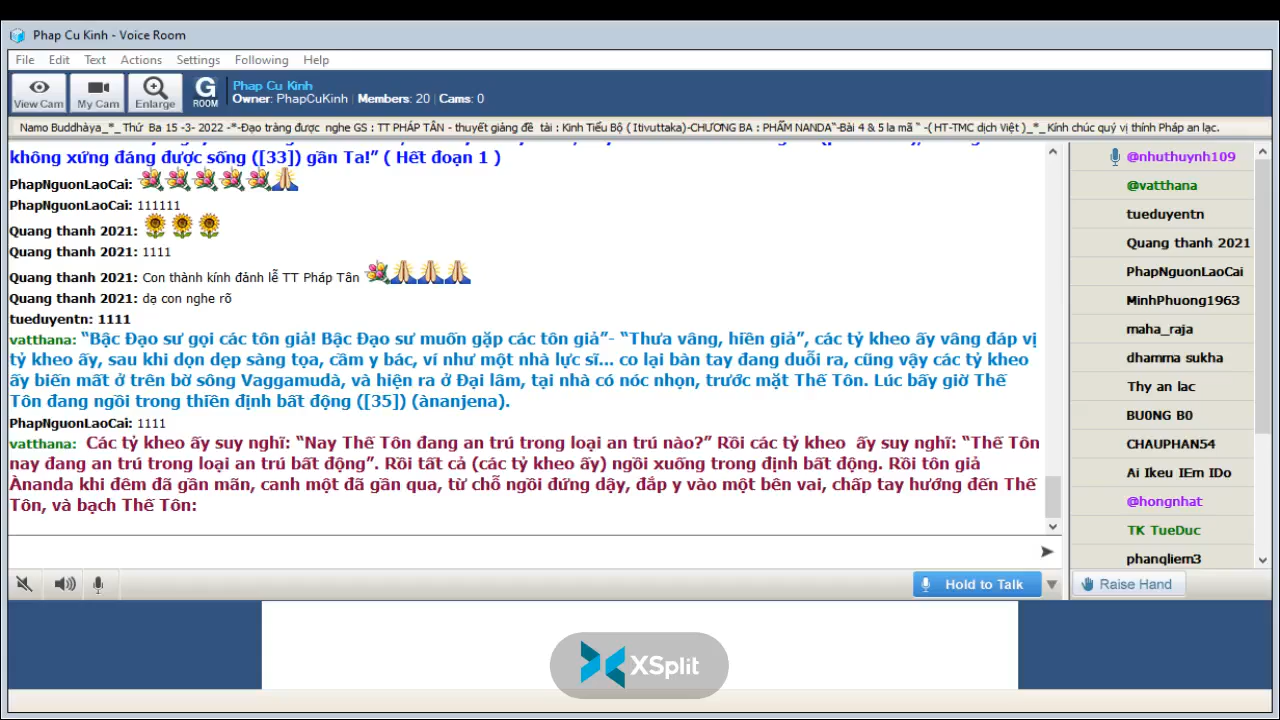 Phap Cu Kinh - Voice Room
File Edit Text Actions Settings Following Help
View Cam My Cam Enlarge G ROOM
Phap Cu Kinh
Owner: PhapCuKinh | Members: 20 | Cams: 0
Namo Buddhàya_*_ Thứ Ba 15 -3- 2022 -*-Đạo tràng được nghe GS : TT PHÁP TÂN - thuyết giảng đề tài : Kinh Tiểu Bộ ( Itivuttaka)-CHƯƠNG BA : PHẨM NANDA“-Bài 4 & 5 la mã “ -( HT-TMC dịch Việt )_*_ Kính chúc quý vị thính Pháp an lạc.
không xứng đáng được sống ([33]) gần Ta!” ( Hết đoạn 1 )
PhapNguonLaoCai:
PhapNguonLaoCai: 111111
Quang thanh 2021:
Quang thanh 2021: 1111
Quang thanh 2021: Con thành kính đảnh lễ TT Pháp Tân
Quang thanh 2021: dạ con nghe rõ
tueduyentn: 1111
vatthana: “Bậc Đạo sư gọi các tôn giả! Bậc Đạo sư muốn gặp các tôn giả”- “Thưa vâng, hiền giả”, các tỷ kheo ấy vâng đáp vị
tỷ kheo ấy, sau khi dọn dẹp sàng tọa, cầm y bác, ví như một nhà lực sĩ... co lại bàn tay đang duỗi ra, cũng vậy các tỷ kheo
ấy biến mất ở trên bờ sông Vaggamudà, và hiện ra ở Đại lâm, tại nhà có nóc nhọn, trước mặt Thế Tôn. Lúc bấy giờ Thế
Tôn đang ngồi trong thiền định bất động ([35]) (ànanjena).
PhapNguonLaoCai: 1111
vatthana: Các tỷ kheo ấy suy nghĩ: “Nay Thế Tôn đang an trú trong loại an trú nào?” Rồi các tỷ kheo ấy suy nghĩ: “Thế Tôn
nay đang an trú trong loại an trú bất động”. Rồi tất cả (các tỷ kheo ấy) ngồi xuống trong định bất động. Rồi tôn giả
Ànanda khi đêm đã gần mãn, canh một đã gần qua, từ chỗ ngồi đứng dậy, đắp y vào một bên vai, chấp tay hướng đến Thế
Tôn, và bạch Thế Tôn:
@nhuthuynh109
@vatthana
tueduyentn
Quang thanh 2021
PhapNguonLaoCai
MinhPhuong1963
maha_raja
dhamma sukha
Thy an lac
BU0NG B0
CHAUPHAN54
Ai Ikeu IEm IDo
@hongnhat
TK TueDuc
phanqliem3
Hold to Talk
Raise Hand
XSplit